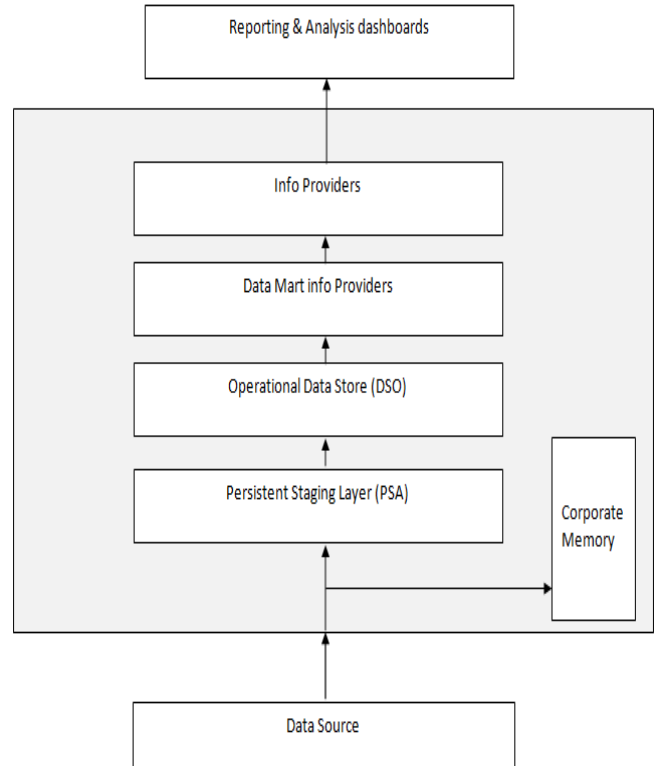 Reporting & Analysis dashboards
Info Providers
Data Mart info Providers
Operational Data Store (DSO)
Persistent Staging Layer (PSA)
Corporate
Memory
Data Source